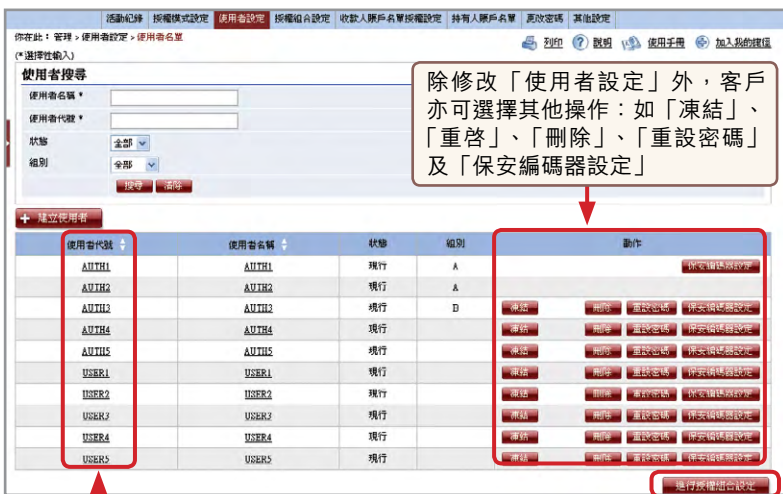 活動紀錄 授權模式設定 使用者設定 授權組合設定 收款人賬戶名單授權設定 持有人賬戶名單 更改密碼 其他設定
你在此：管理 › 使用者設定 › 使用者名單
列印 說明 使用手冊 加入我的捷徑
(*選擇性輸入)
使用者搜尋
使用者名稱 *
使用者代號 *
狀態 全部
組別 全部
搜尋 清除
除修改「使用者設定」外，客戶
亦可選擇其他操作：如「凍結」、
「重啓」、「刪除」、「重設密碼」
及「保安編碼器設定」
+ 建立使用者
使用者代號 使用者名稱 狀態 組別 動作
AUTH1 AUTH1 現行 A 保安編碼器設定
AUTH2 AUTH2 現行 A
AUTH3 AUTH3 現行 B 凍結 刪除 重設密碼 保安編碼器設定
AUTH4 AUTH4 現行 凍結 刪除 重設密碼 保安編碼器設定
AUTH5 AUTH5 現行 凍結 刪除 重設密碼 保安編碼器設定
USER1 USER1 現行 凍結 刪除 重設密碼 保安編碼器設定
USER2 USER2 現行 凍結 刪除 重設密碼 保安編碼器設定
USER3 USER3 現行 凍結 刪除 重設密碼 保安編碼器設定
USER4 USER4 現行 凍結 刪除 重設密碼 保安編碼器設定
USER5 USER5 現行 凍結 刪除 重設密碼 保安編碼器設定
進行授權組合設定